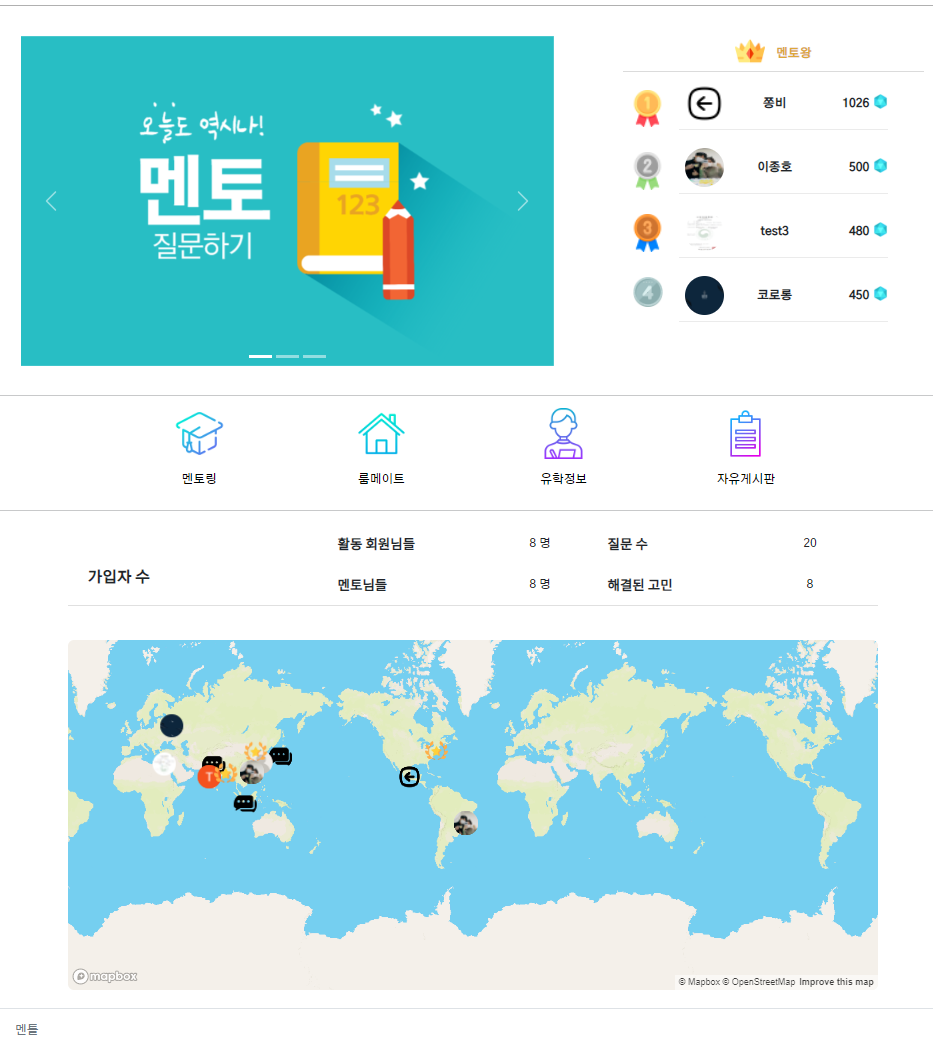 오늘도 역시나!
멘토
질문하기
123
멘토왕
1
쫑비
1026
2
이종호
500
3
test3
480
4
코로롱
450
멘토링
룸메이트
유학정보
자유게시판
가입자 수
활동 회원님들
8 명
질문 수
20
멘토님들
8 명
해결된 고민
8
T
mapbox
© Mapbox © OpenStreetMap Improve this map
멘틀